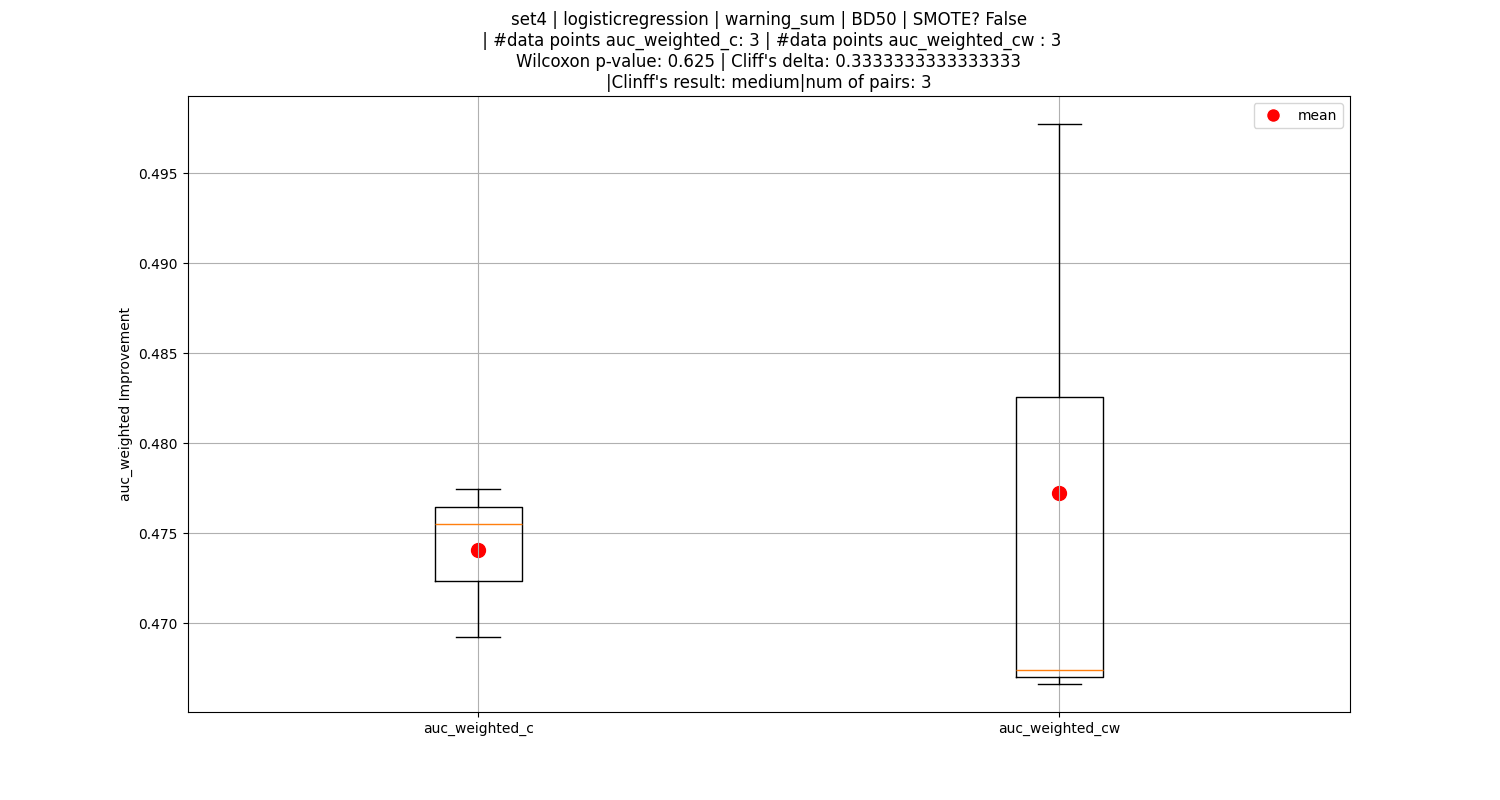 set4 | logisticregression | warning_sum | BD50 | SMOTE? False
| #data points auc_weighted_c: 3 | #data points auc_weighted_cw : 3
Wilcoxon p-value: 0.625 | Cliff's delta: 0.3333333333333333
|Clinff's result: medium|num of pairs: 3
mean
0.495
0.490
0.485
0.480
0.475
0.470
auc_weighted Improvement
auc_weighted_c
auc_weighted_cw